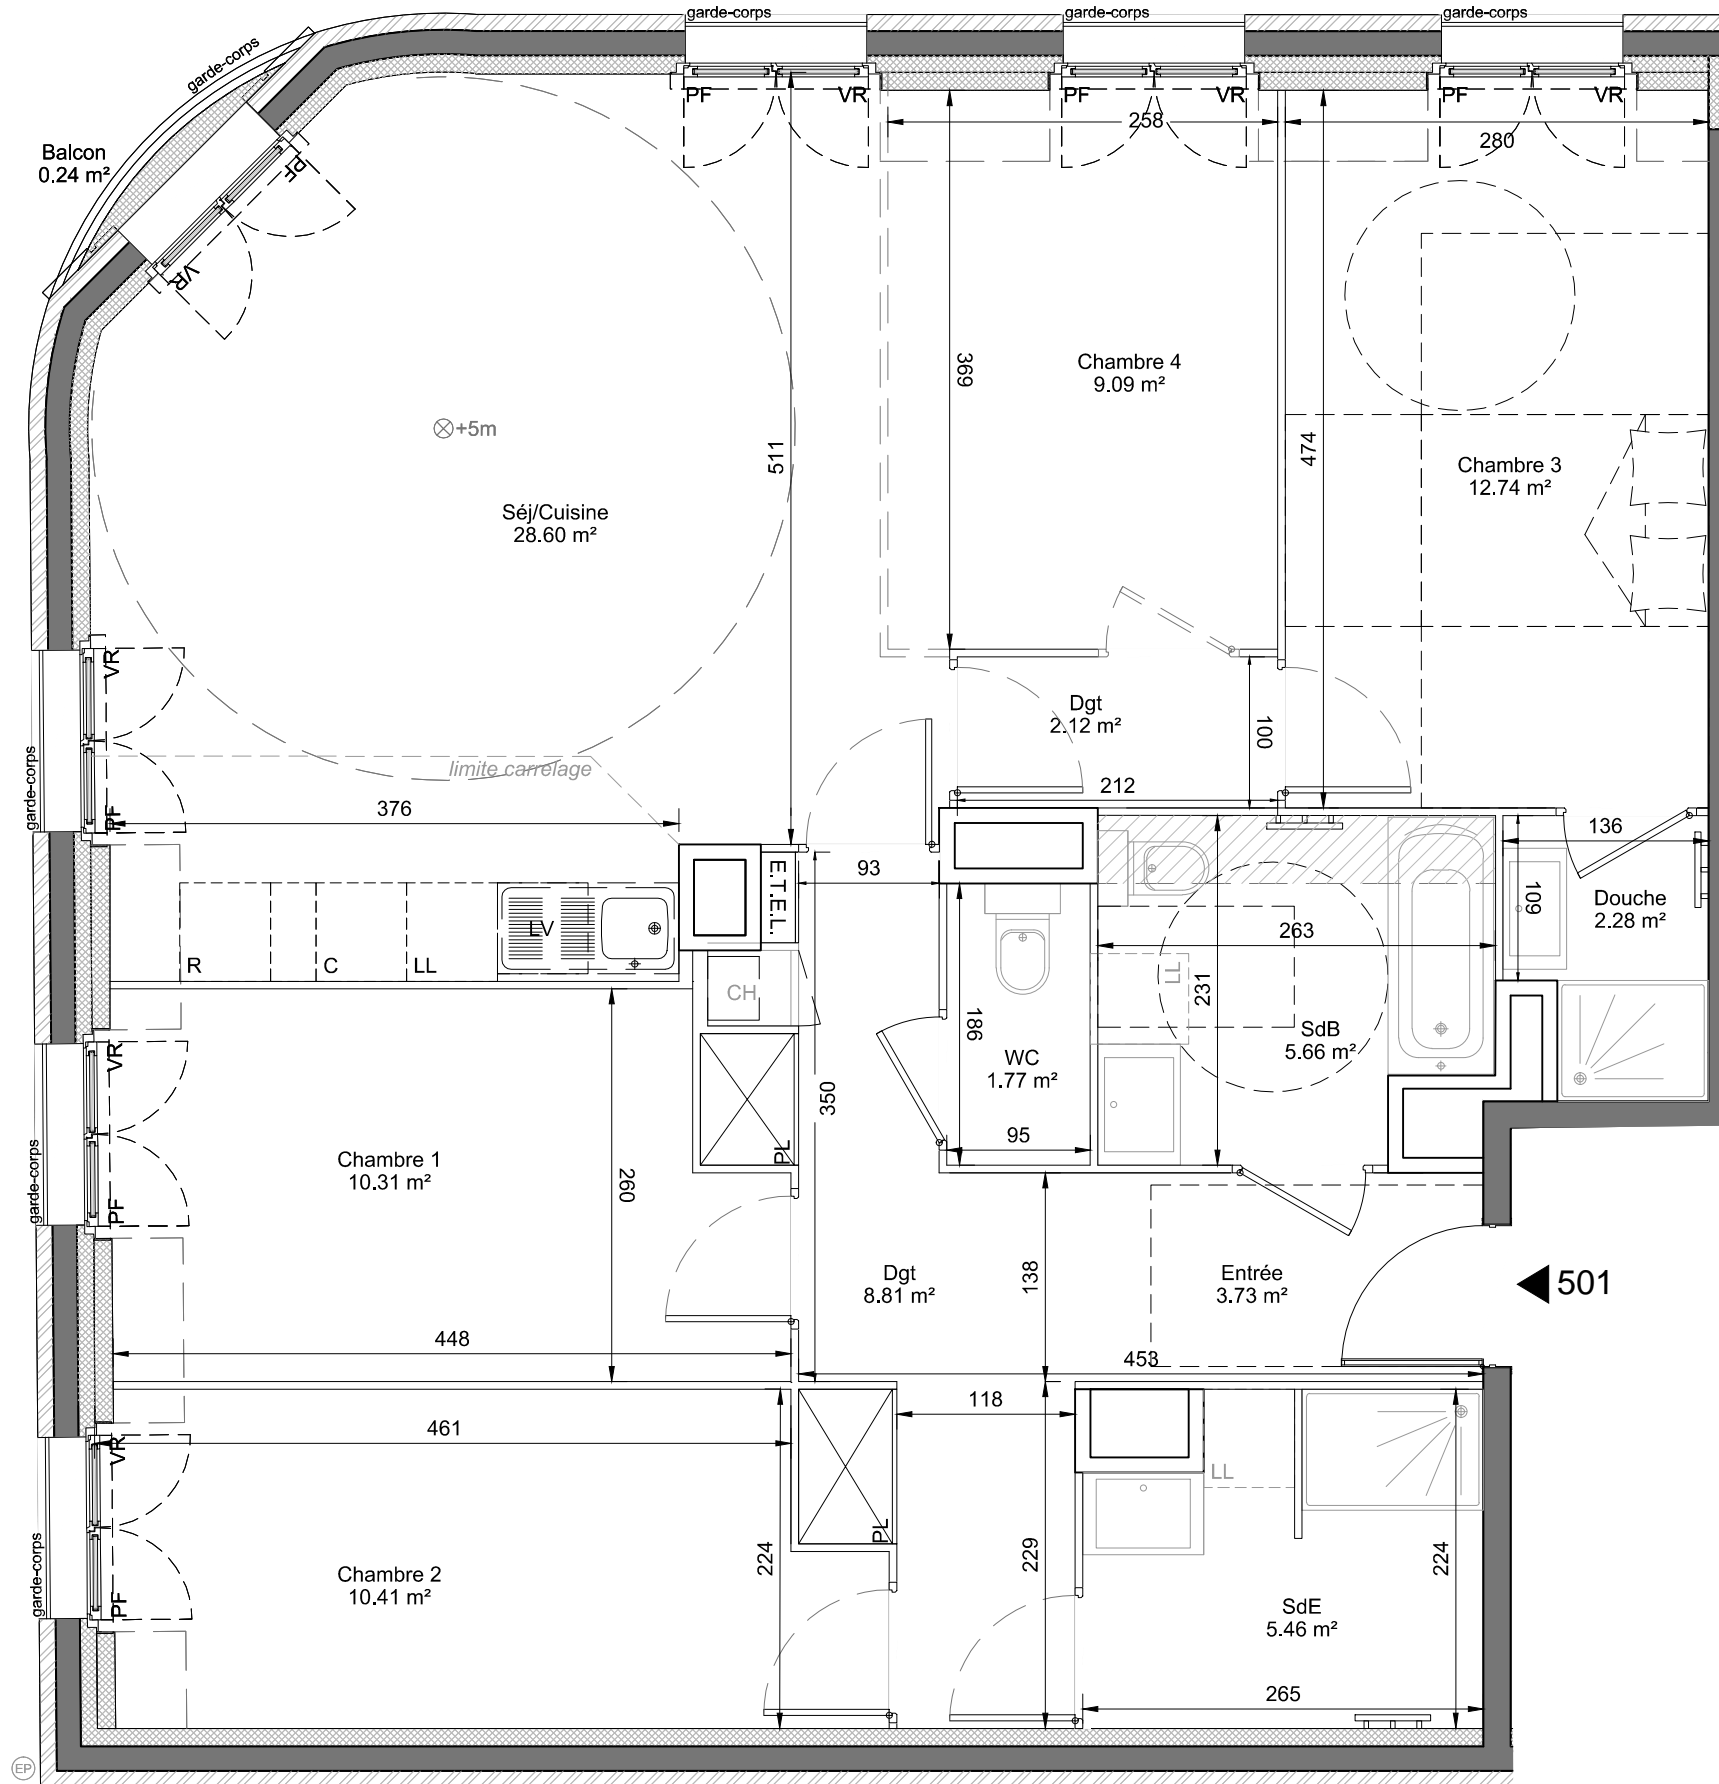 garde-corps
garde-corps
garde-corps
garde-corps
PF
VR
PF
VR
PF
VR
258
280
Balcon
0.24 m²
PF
VR
369
Chambre 4
9.09 m²
+5m
511
474
Chambre 3
12.74 m²
Séj/Cuisine
28.60 m²
VR
PF
garde-corps
Dgt
2.12 m²
100
limite carrelage
376
212
93
136
E.T.E.L.
Douche
2.28 m²
109
R
C
LL
LV
263
CH
LL
231
186
SdB
5.66 m²
WC
1.77 m²
VR
PF
garde-corps
350
95
PL
Chambre 1
10.31 m²
260
Dgt
8.81 m²
138
Entrée
3.73 m²
501
448
453
118
461
VR
PF
garde-corps
LL
PL
224
229
224
Chambre 2
10.41 m²
SdE
5.46 m²
265
EP